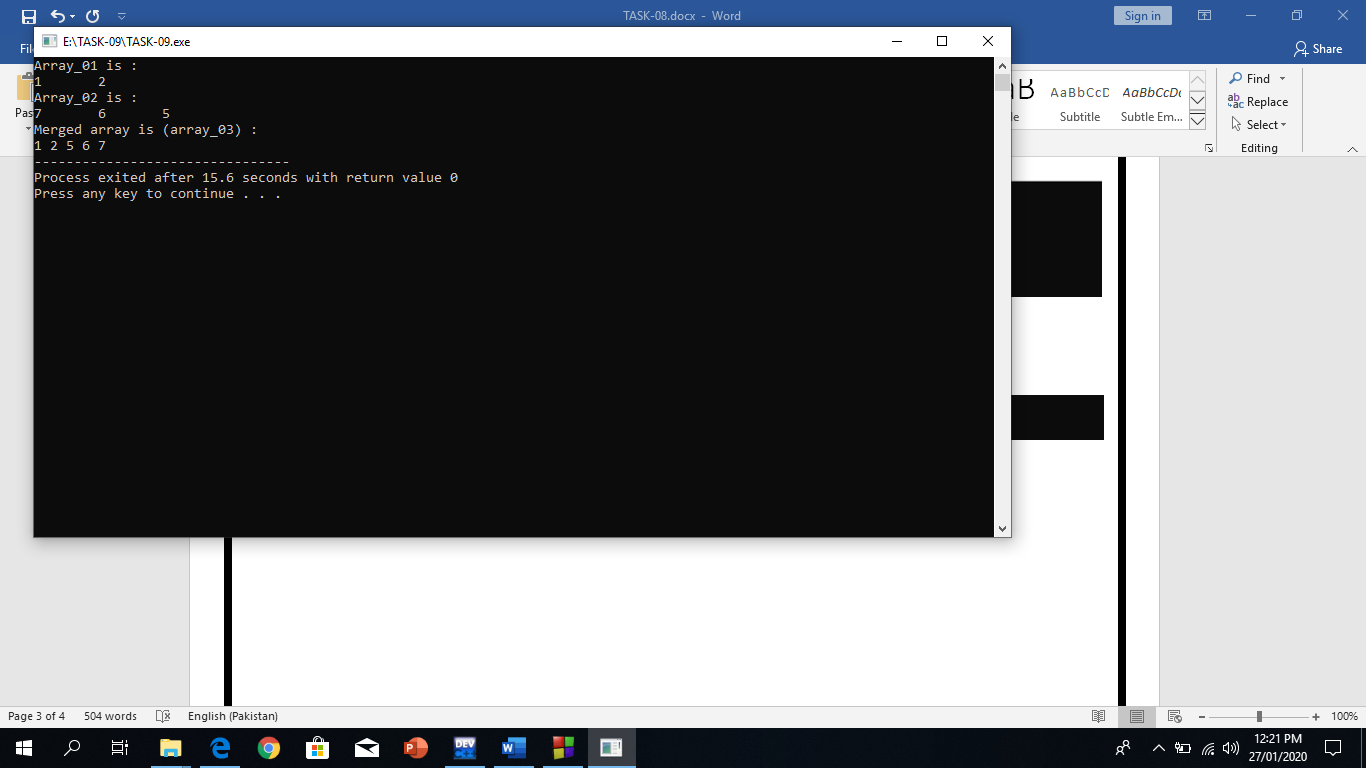 TASK-08.docx - Word
Sign in
Share
E:\TASK-09\TASK-09.exe
Array_01 is :
1 2
Array_02 is :
7 6 5
Merged array is (array_03) :
1 2 5 6 7
--------------------------------
Process exited after 15.6 seconds with return value 0
Press any key to continue . . .
AaBbCcD
AaBbCcDc
Subtitle
Subtle Em...
Find
Replace
Select
Editing
Page 3 of 4 504 words English (Pakistan)
100%
DEV
12:21 PM
27/01/2020